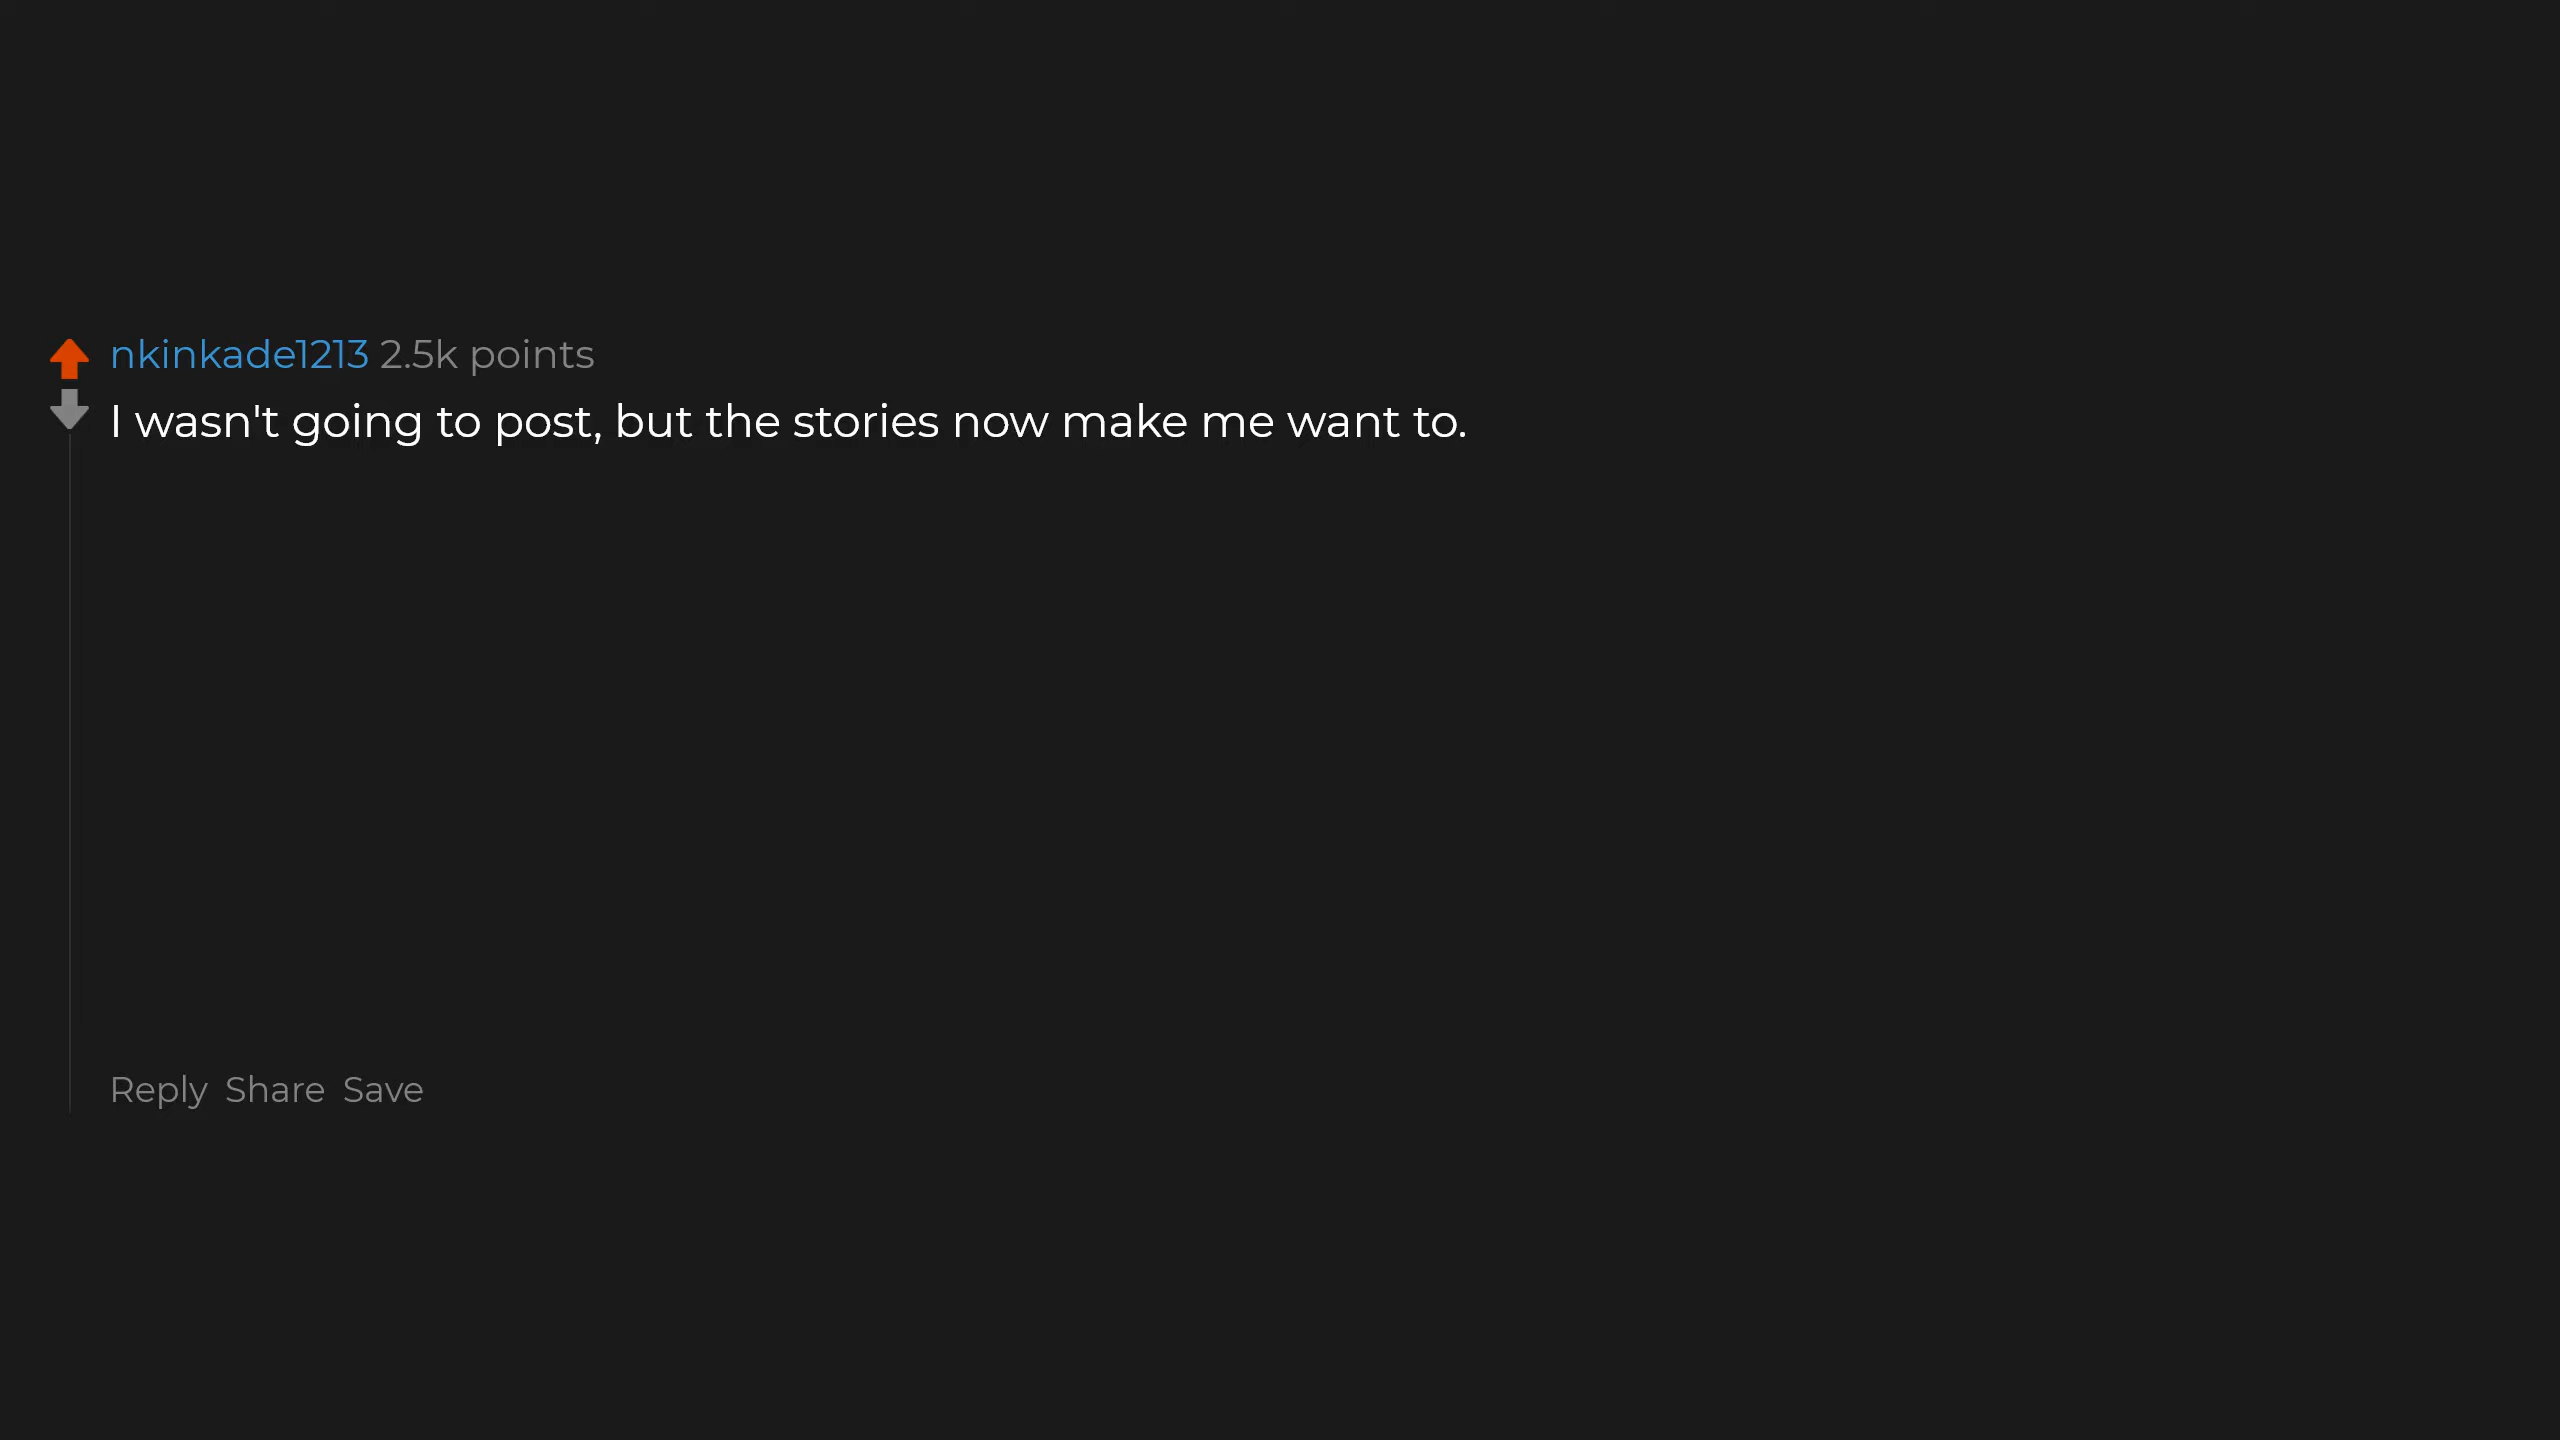 nkinkade1213 2.5k points
I wasn't going to post, but the stories now make me want to.
Reply Share Save